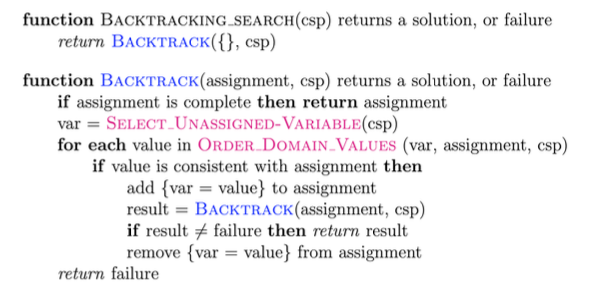 function BACKTRACKING_SEARCH(csp) returns a solution, or failure
return BACKTRACK({}, csp)
function BACKTRACK(assignment, csp) returns a solution, or failure
if assignment is complete then return assignment
var = SELECT_UNASSIGNED-VARIABLE(csp)
for each value in ORDER_DOMAIN_VALUES (var, assignment, csp)
if value is consistent with assignment then
add {var = value} to assignment
result = BACKTRACK(assignment, csp)
if result ≠ failure then return result
remove {var = value} from assignment
return failure